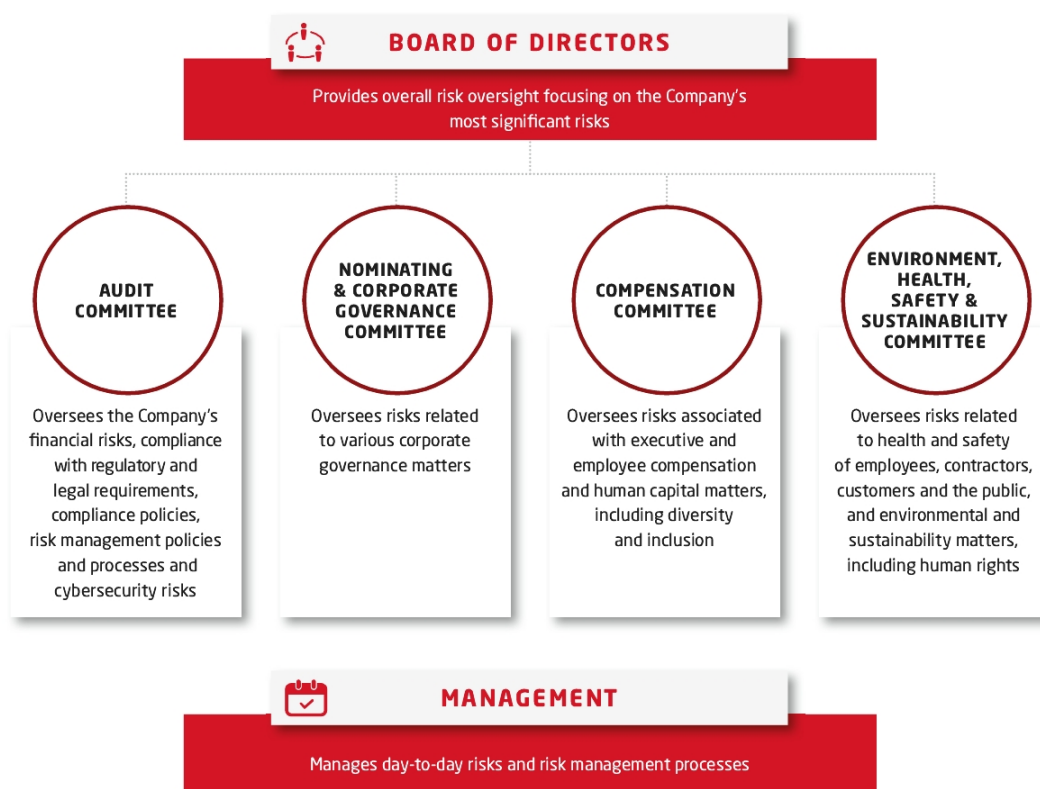 BOARD OF DIRECTORS
Provides overall risk oversight focusing on the Company's
most significant risks
AUDIT
COMMITTEE
Oversees the Company's
financial risks, compliance
with regulatory and
legal requirements,
compliance policies,
risk management policies
and processes and
cybersecurity risks
NOMINATING
& CORPORATE
GOVERNANCE
COMMITTEE
Oversees risks related
to various corporate
governance matters
COMPENSATION
COMMITTEE
Oversees risks associated
with executive and
employee compensation
and human capital matters,
including diversity
and inclusion
ENVIRONMENT,
HEALTH,
SAFETY &
SUSTAINABILITY
COMMITTEE
Oversees risks related
to health and safety
of employees, contractors,
customers and the public,
and environmental and
sustainability matters,
including human rights
MANAGEMENT
Manages day-to-day risks and risk management processes